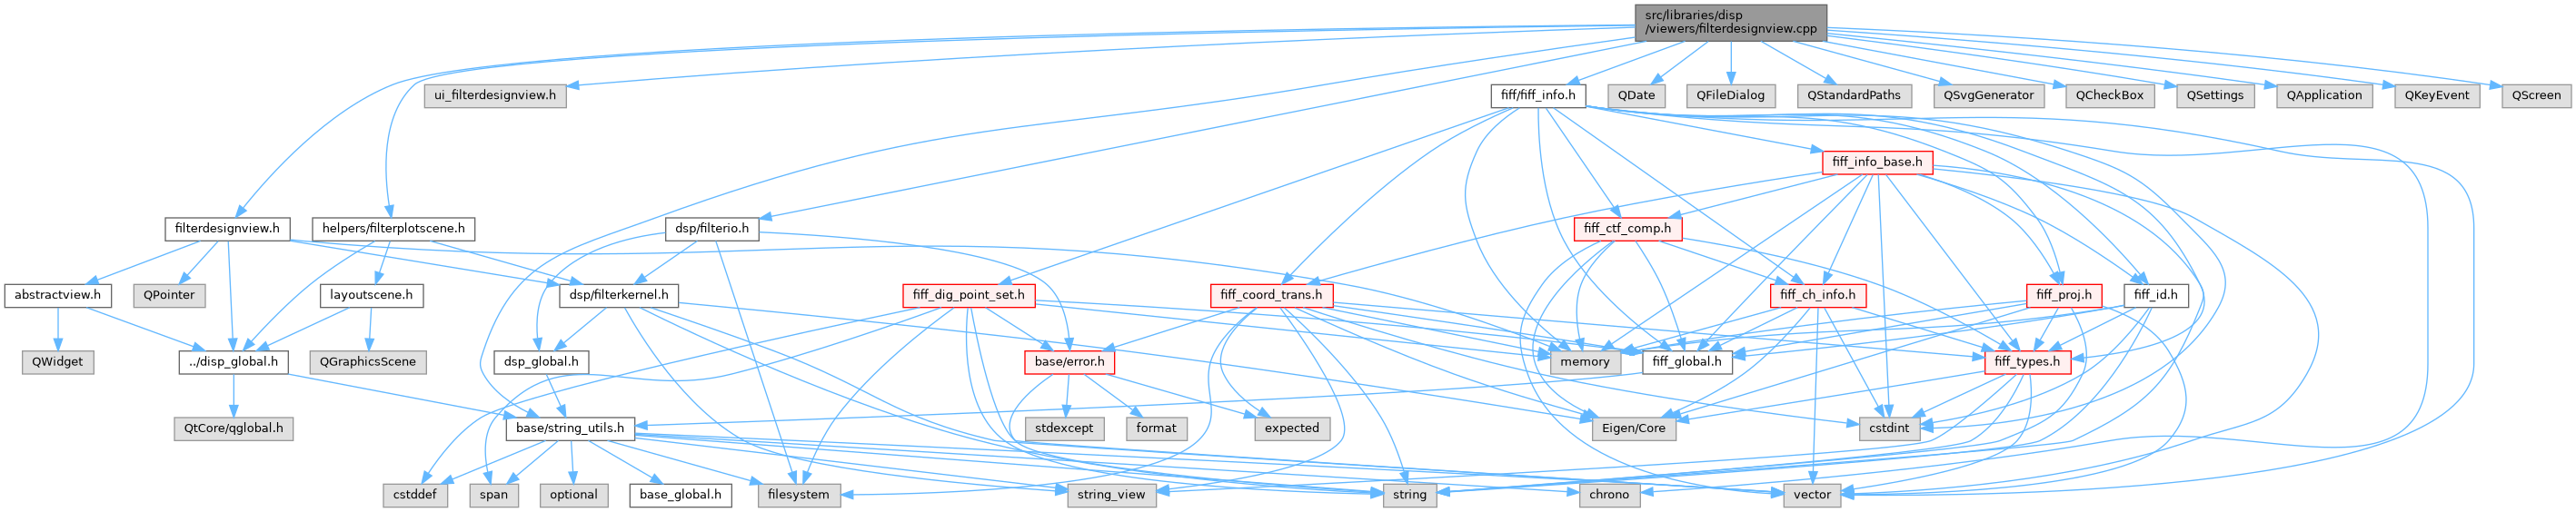 src/libraries/disp
/viewers/filterdesignview.cpp
ui_filterdesignview.h
fiff/fiff_info.h
QDate
QFileDialog
QStandardPaths
QSvgGenerator
QCheckBox
QSettings
QApplication
QKeyEvent
QScreen
fiff_info_base.h
filterdesignview.h
helpers/filterplotscene.h
dsp/filterio.h
fiff_ctf_comp.h
abstractview.h
QPointer
layoutscene.h
dsp/filterkernel.h
fiff_dig_point_set.h
fiff_coord_trans.h
fiff_ch_info.h
fiff_proj.h
fiff_id.h
QWidget
../disp_global.h
QGraphicsScene
dsp_global.h
base/error.h
memory
fiff_global.h
fiff_types.h
QtCore/qglobal.h
base/string_utils.h
stdexcept
format
expected
Eigen/Core
cstdint
cstddef
span
optional
base_global.h
filesystem
string_view
string
chrono
vector